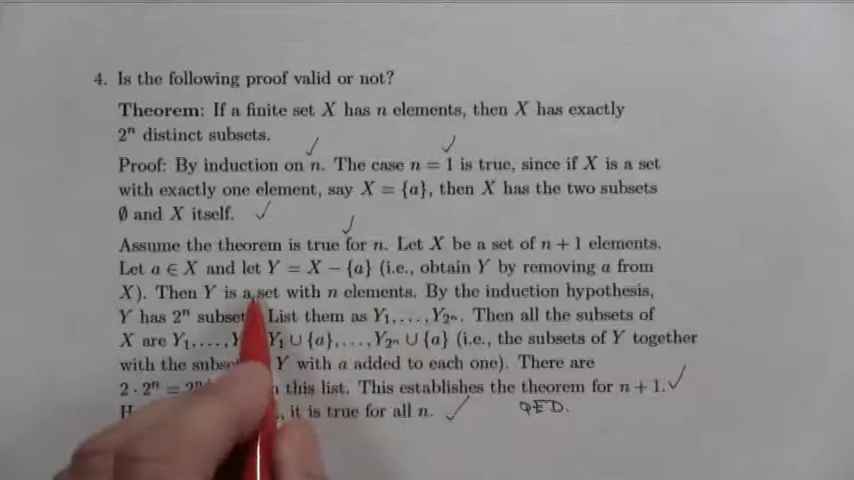 4. Is the following proof valid or not?
Theorem: If a finite set X has n elements, then X has exactly
2ⁿ distinct subsets.
Proof: By induction on n. The case n = 1 is true, since if X is a set
with exactly one element, say X = {a}, then X has the two subsets
∅ and X itself.
Assume the theorem is true for n. Let X be a set of n + 1 elements.
Let a ∈ X and let Y = X − {a} (i.e., obtain Y by removing a from
X). Then Y is a set with n elements. By the induction hypothesis,
Y has 2ⁿ List them as Y₁, . . . , Y₂ⁿ. Then all the subsets of
X are Y₁, . . . , Y₁ ∪ {a}, . . . , Y₂ⁿ ∪ {a} (i.e., the subsets of Y together
with the Y with a added to each one). There are
2 · 2ⁿ = this list. This establishes the theorem for n + 1.
it is true for all n. QED.